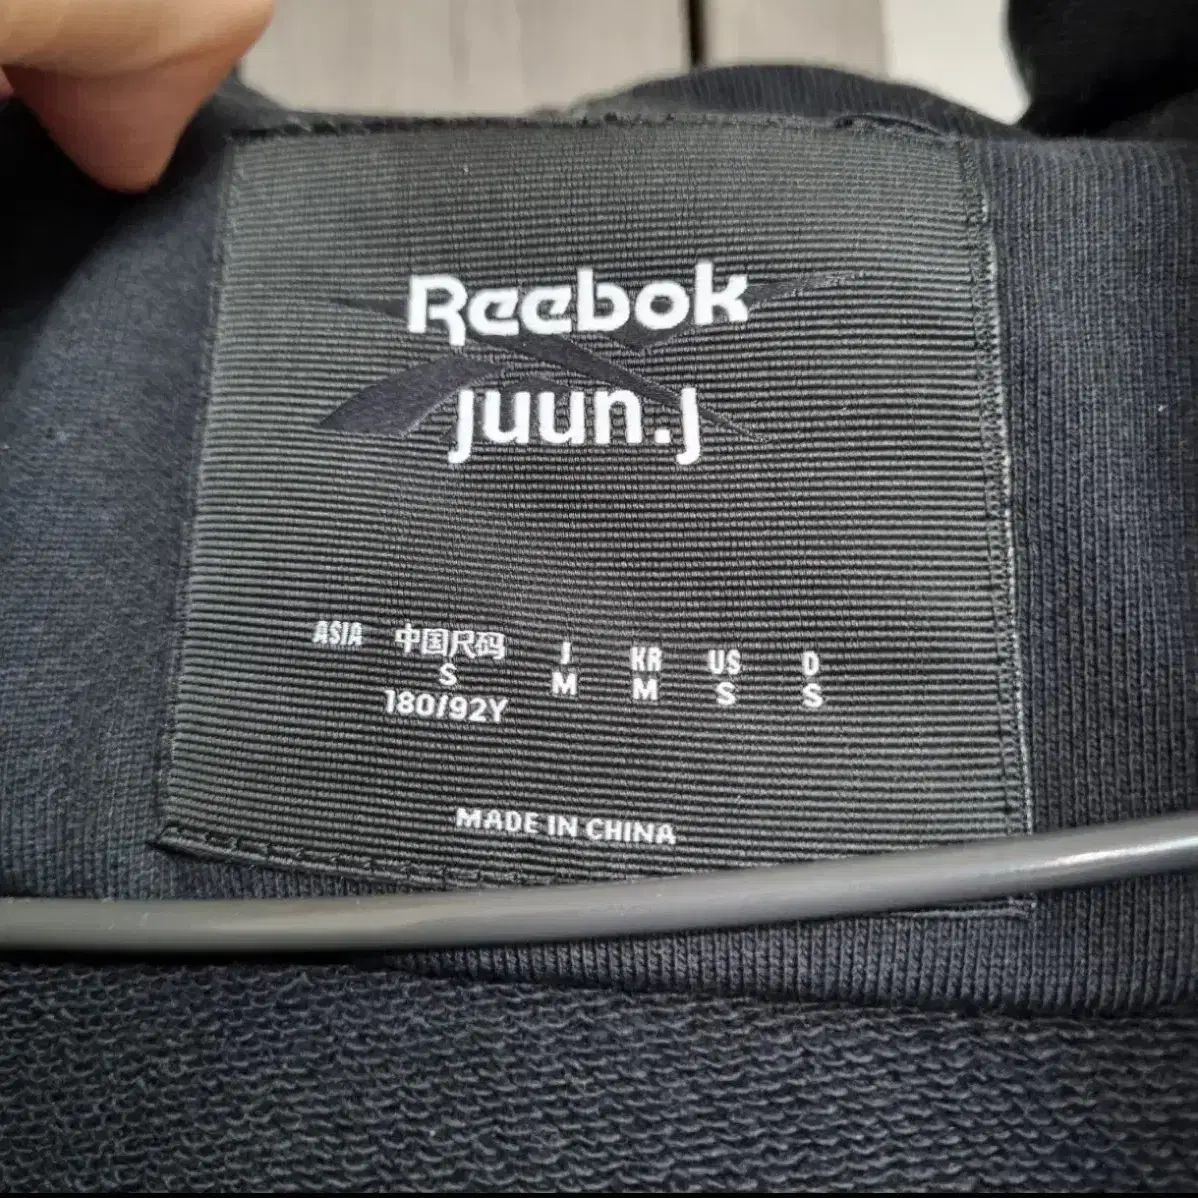 Reebok
juun.j
ASIA 中国尺码 J KR US D
S M M S S
180/92Y
MADE IN CHINA